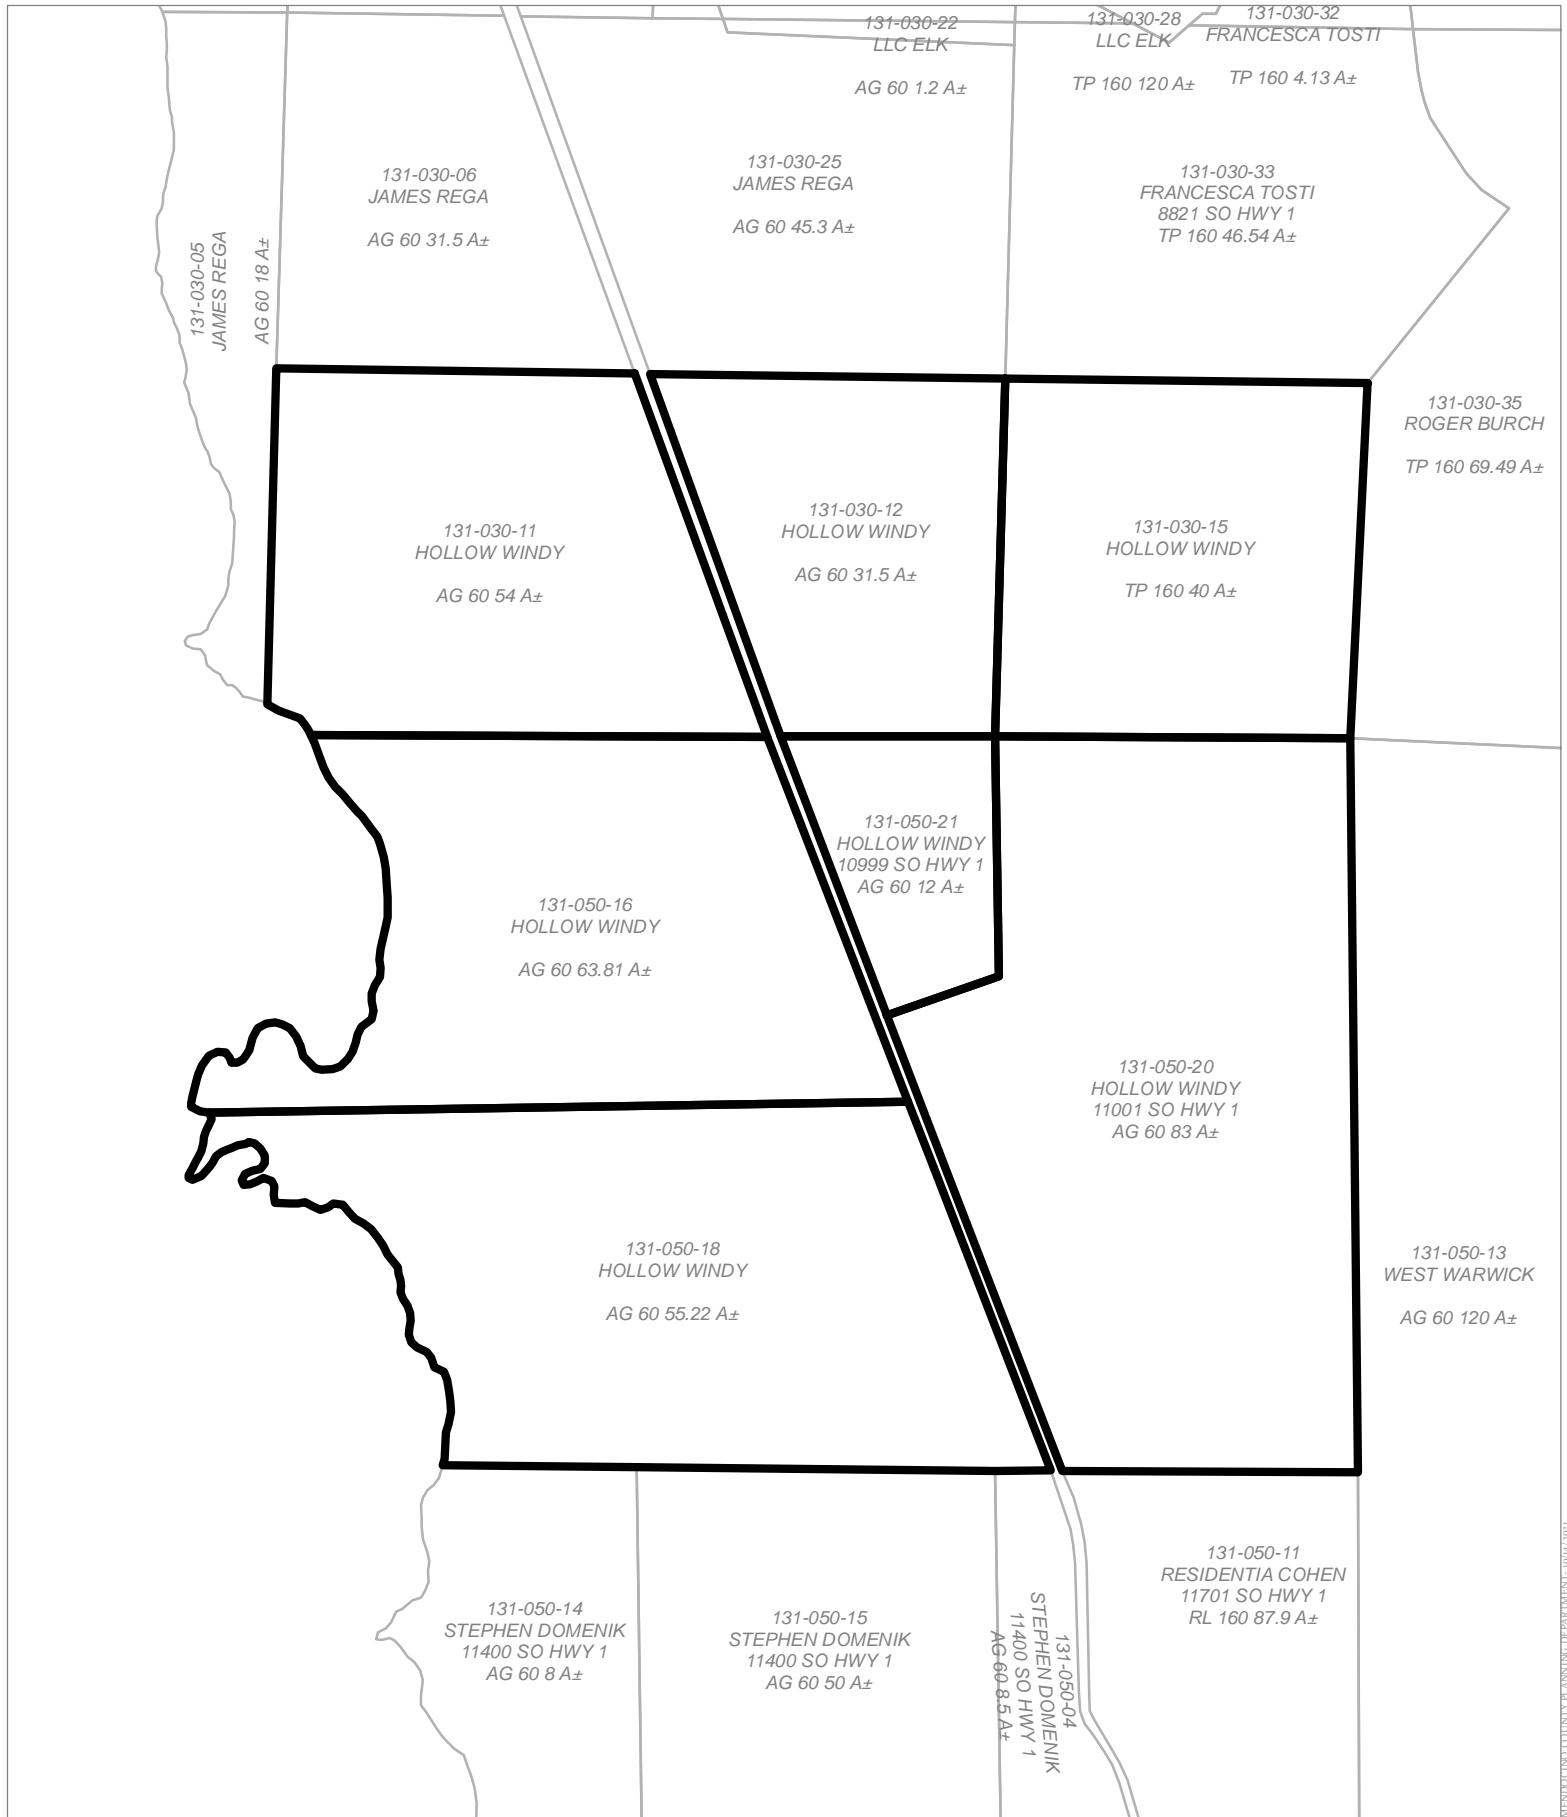 131-030-22
LLC ELK
AG 60 1.2 A±
131-030-28
LLC ELK
TP 160 120 A±
131-030-32
FRANCESCA TOSTI
TP 160 4.13 A±
131-030-06
JAMES REGA
AG 60 31.5 A±
131-030-25
JAMES REGA
AG 60 45.3 A±
131-030-33
FRANCESCA TOSTI
8821 SO HWY 1
TP 160 46.54 A±
131-030-05
JAMES REGA
AG 60 18 A±
131-030-35
ROGER BURCH
TP 160 69.49 A±
131-030-11
HOLLOW WINDY
AG 60 54 A±
131-030-12
HOLLOW WINDY
AG 60 31.5 A±
131-030-15
HOLLOW WINDY
TP 160 40 A±
131-050-21
HOLLOW WINDY
10999 SO HWY 1
AG 60 12 A±
131-050-16
HOLLOW WINDY
AG 60 63.81 A±
131-050-20
HOLLOW WINDY
11001 SO HWY 1
AG 60 83 A±
131-050-18
HOLLOW WINDY
AG 60 55.22 A±
131-050-13
WEST WARWICK
AG 60 120 A±
131-050-14
STEPHEN DOMENIK
11400 SO HWY 1
AG 60 8 A±
131-050-15
STEPHEN DOMENIK
11400 SO HWY 1
AG 60 50 A±
131-050-04
STEPHEN DOMENIK
11400 SO HWY 1
AG 60 8.5 A±
131-050-11
RESIDENTIA COHEN
11701 SO HWY 1
RL 160 87.9 A±
COUNTY PLANNING DEPARTMENT